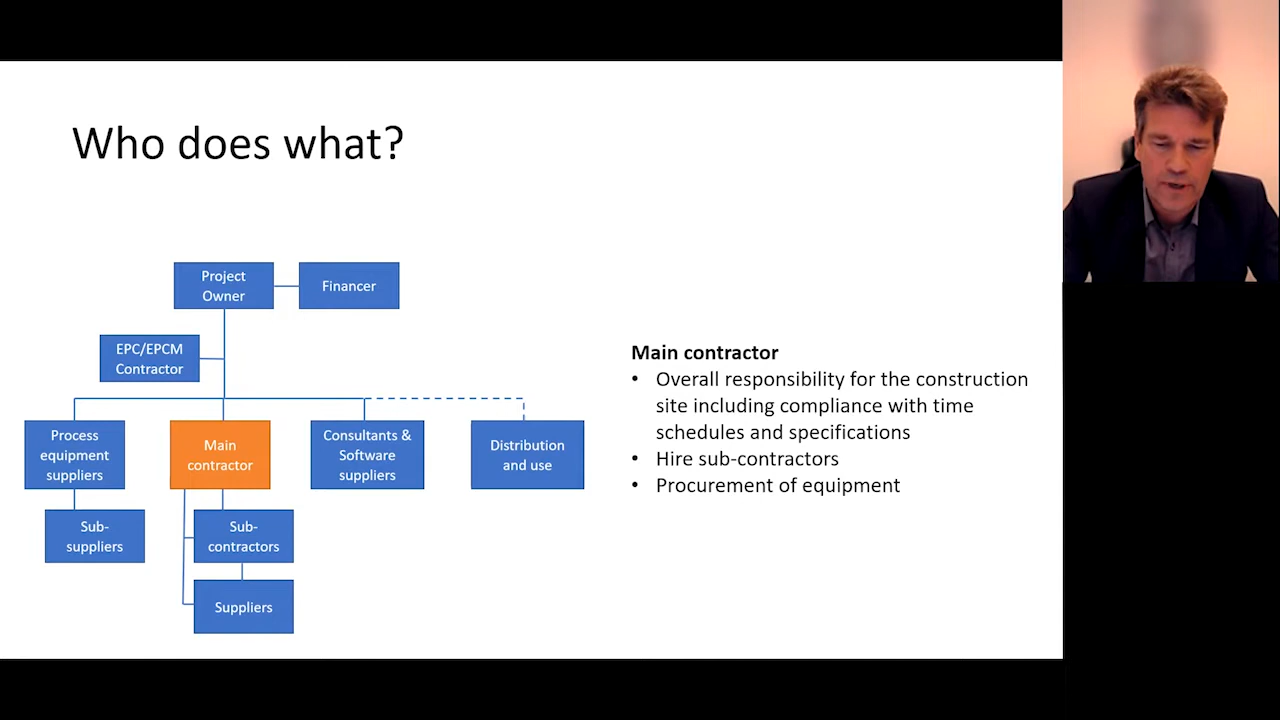 Who does what?
Project
Owner
Financer
EPC/EPCM
Contractor
Process
equipment
suppliers
Main
contractor
Consultants &
Software
suppliers
Distribution
and use
Sub-
suppliers
Sub-
contractors
Suppliers
Main contractor
• Overall responsibility for the construction
site including compliance with time
schedules and specifications
• Hire sub-contractors
• Procurement of equipment